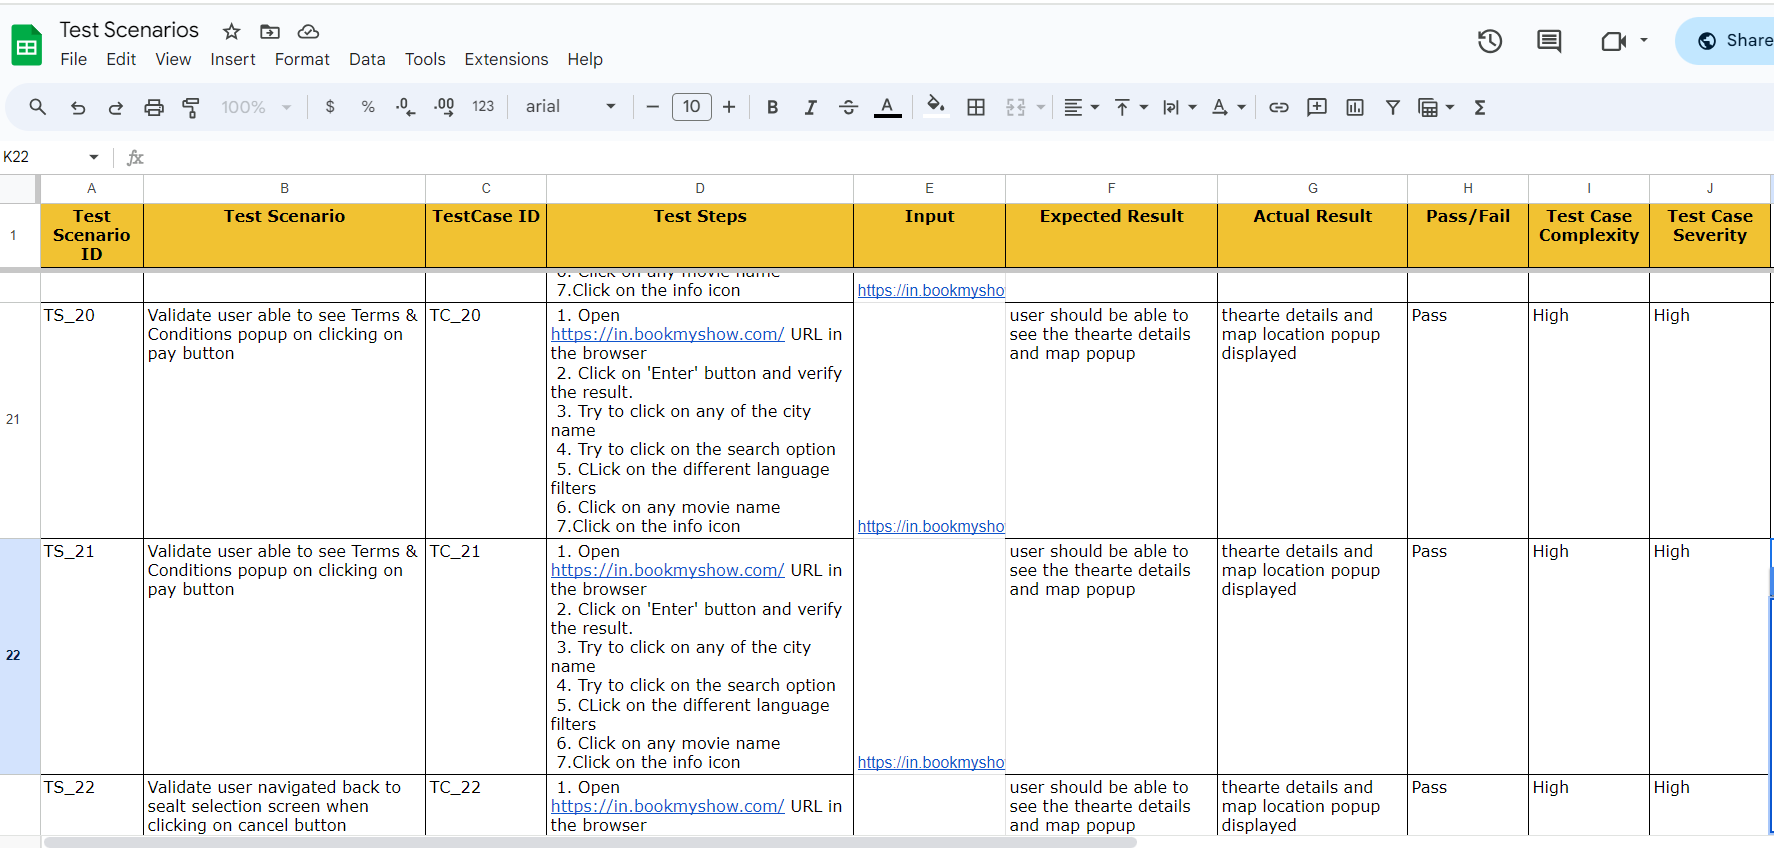 Test Scenarios
File Edit View Insert Format Data Tools Extensions Help
Share
100% $ % .0 .00 123 arial 10 B I A
K22 fx
A B C D E F G H I J
1
Test Scenario ID
Test Scenario
TestCase ID
Test Steps
Input
Expected Result
Actual Result
Pass/Fail
Test Case Complexity
Test Case Severity
6. Click on any movie name
7.Click on the info icon
https://in.bookmysho
21
TS_20
Validate user able to see Terms &
Conditions popup on clicking on
pay button
TC_20
1. Open
https://in.bookmyshow.com/ URL in
the browser
2. Click on 'Enter' button and verify
the result.
3. Try to click on any of the city
name
4. Try to click on the search option
5. CLick on the different language
filters
6. Click on any movie name
7.Click on the info icon
https://in.bookmysho
user should be able to
see the thearte details
and map popup
thearte details and
map location popup
displayed
Pass
High
High
22
TS_21
Validate user able to see Terms &
Conditions popup on clicking on
pay button
TC_21
1. Open
https://in.bookmyshow.com/ URL in
the browser
2. Click on 'Enter' button and verify
the result.
3. Try to click on any of the city
name
4. Try to click on the search option
5. CLick on the different language
filters
6. Click on any movie name
7.Click on the info icon
https://in.bookmysho
user should be able to
see the thearte details
and map popup
thearte details and
map location popup
displayed
Pass
High
High
TS_22
Validate user navigated back to
sealt selection screen when
clicking on cancel button
TC_22
1. Open
https://in.bookmyshow.com/ URL in
the browser
user should be able to
see the thearte details
and map popup
thearte details and
map location popup
displayed
Pass
High
High